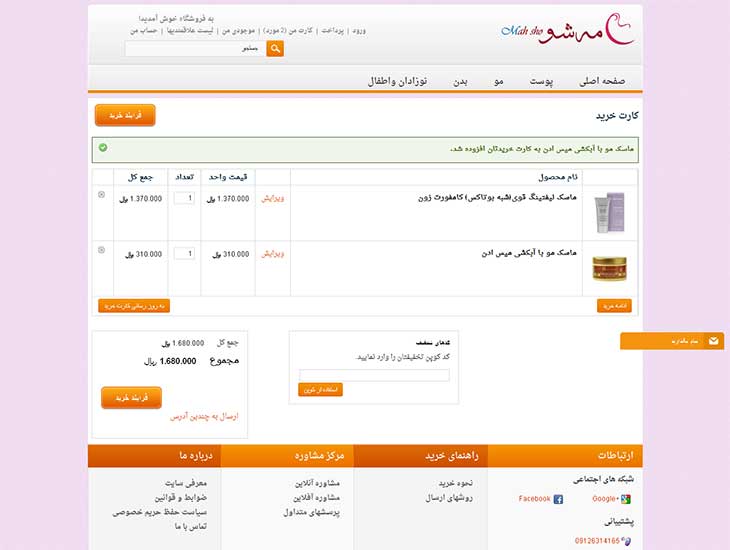 مه شو
Mah sho
به فروشگاه خوش آمدید!
ورود | پرداخت | کارت من (2 مورد) | موجودی من | لیست علاقمندیها | حساب من
جستجو
صفحه اصلی پوست مو بدن نوزادان واطفال
کارت خرید
فرایند خرید
ماسک مو با آبکشی میس ادن به کارت خریدتان افزوده شد.
نام محصول قیمت واحد تعداد جمع کل
ماسک لیفتینگ قوی(شبه بوتاکس) کامفورت زون ویرایش 1.370.000 ریال 1 1.370.000 ریال
ماسک مو با آبکشی میس ادن ویرایش 310.000 ریال 1 310.000 ریال
ادامه خرید به روز رسانی کارت خرید
کدهای تخفیف
کد کوپن تخفیفتان را وارد نمایید.
استفاده از کوپن
جمع کل 1.680.000 ریال
مجموع 1.680.000 ریال
فرایند خرید
ارسال به چندین آدرس
ارتباطات
شبکه های اجتماعی
Google+ Facebook
پشتیبانی
09126314165
راهنمای خرید
نحوه خرید
روشهای ارسال
مرکز مشاوره
مشاوره آنلاین
مشاوره آفلاین
پرسشهای متداول
درباره ما
معرفی سایت
ضوابط و قوانین
سیاست حفظ حریم خصوصی
تماس با ما